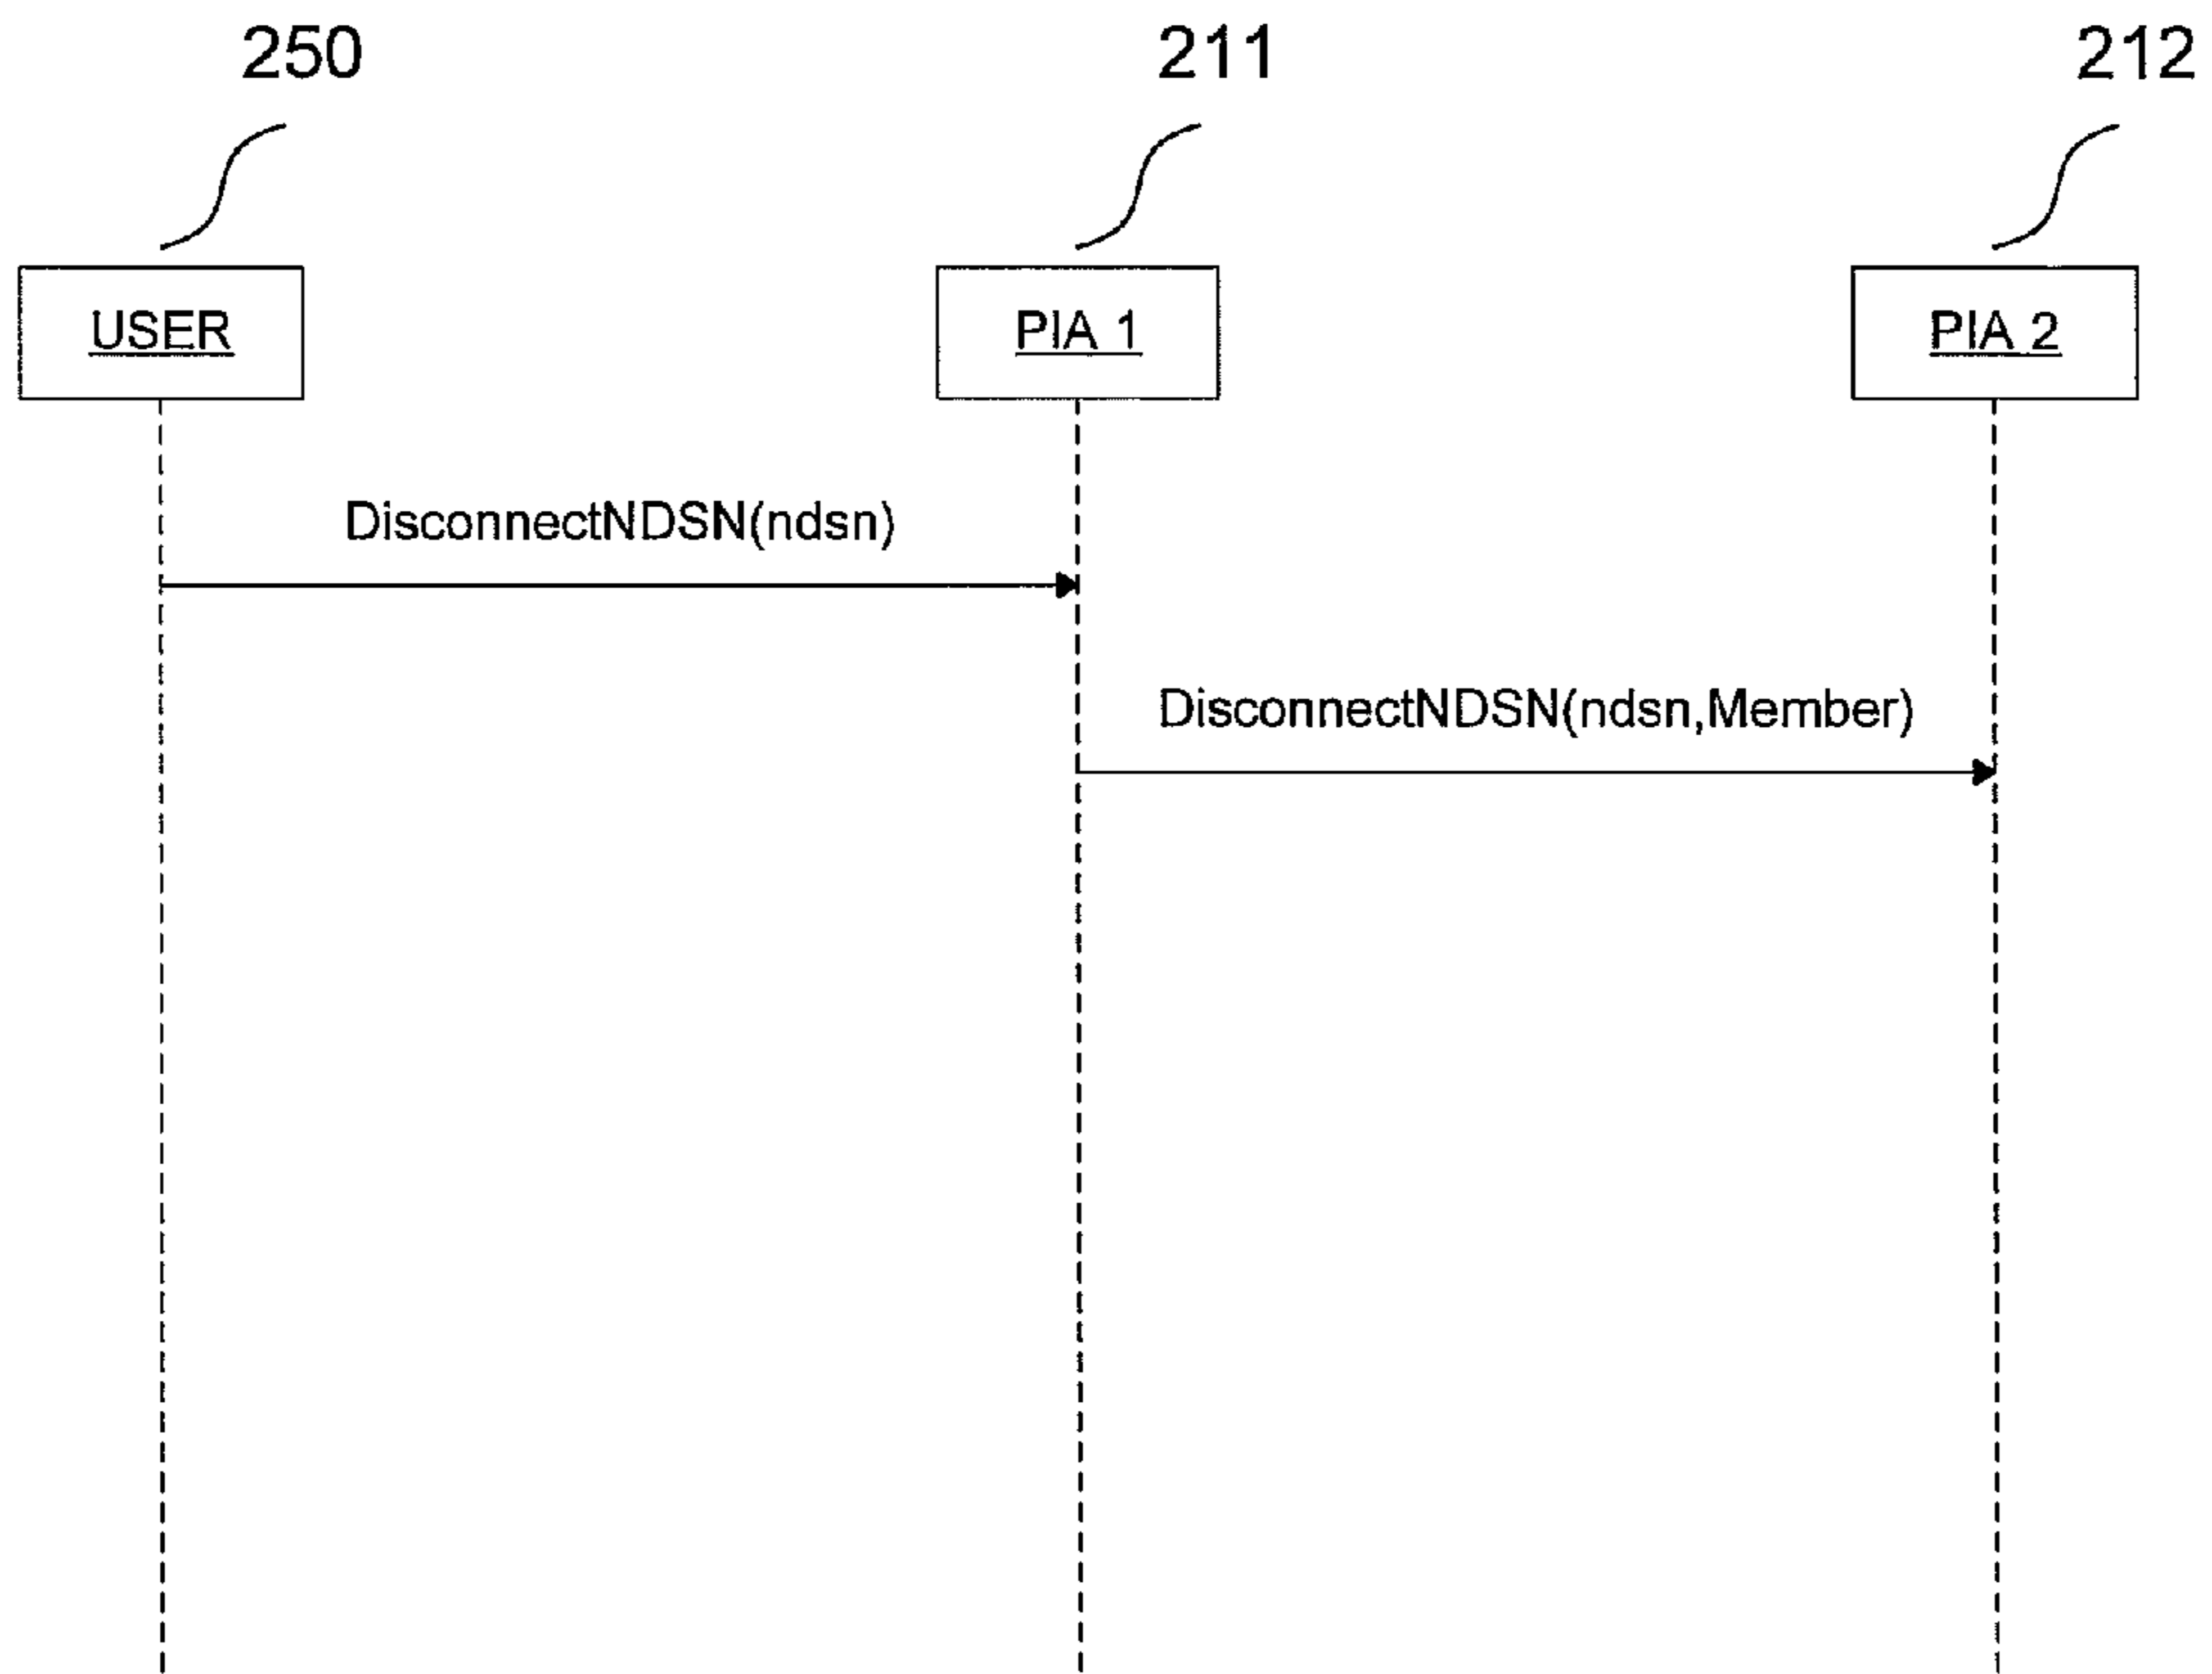 250 211 212
USER PIA 1 PIA 2
DisconnectNDSN(ndsn)
DisconnectNDSN(ndsn,Member)